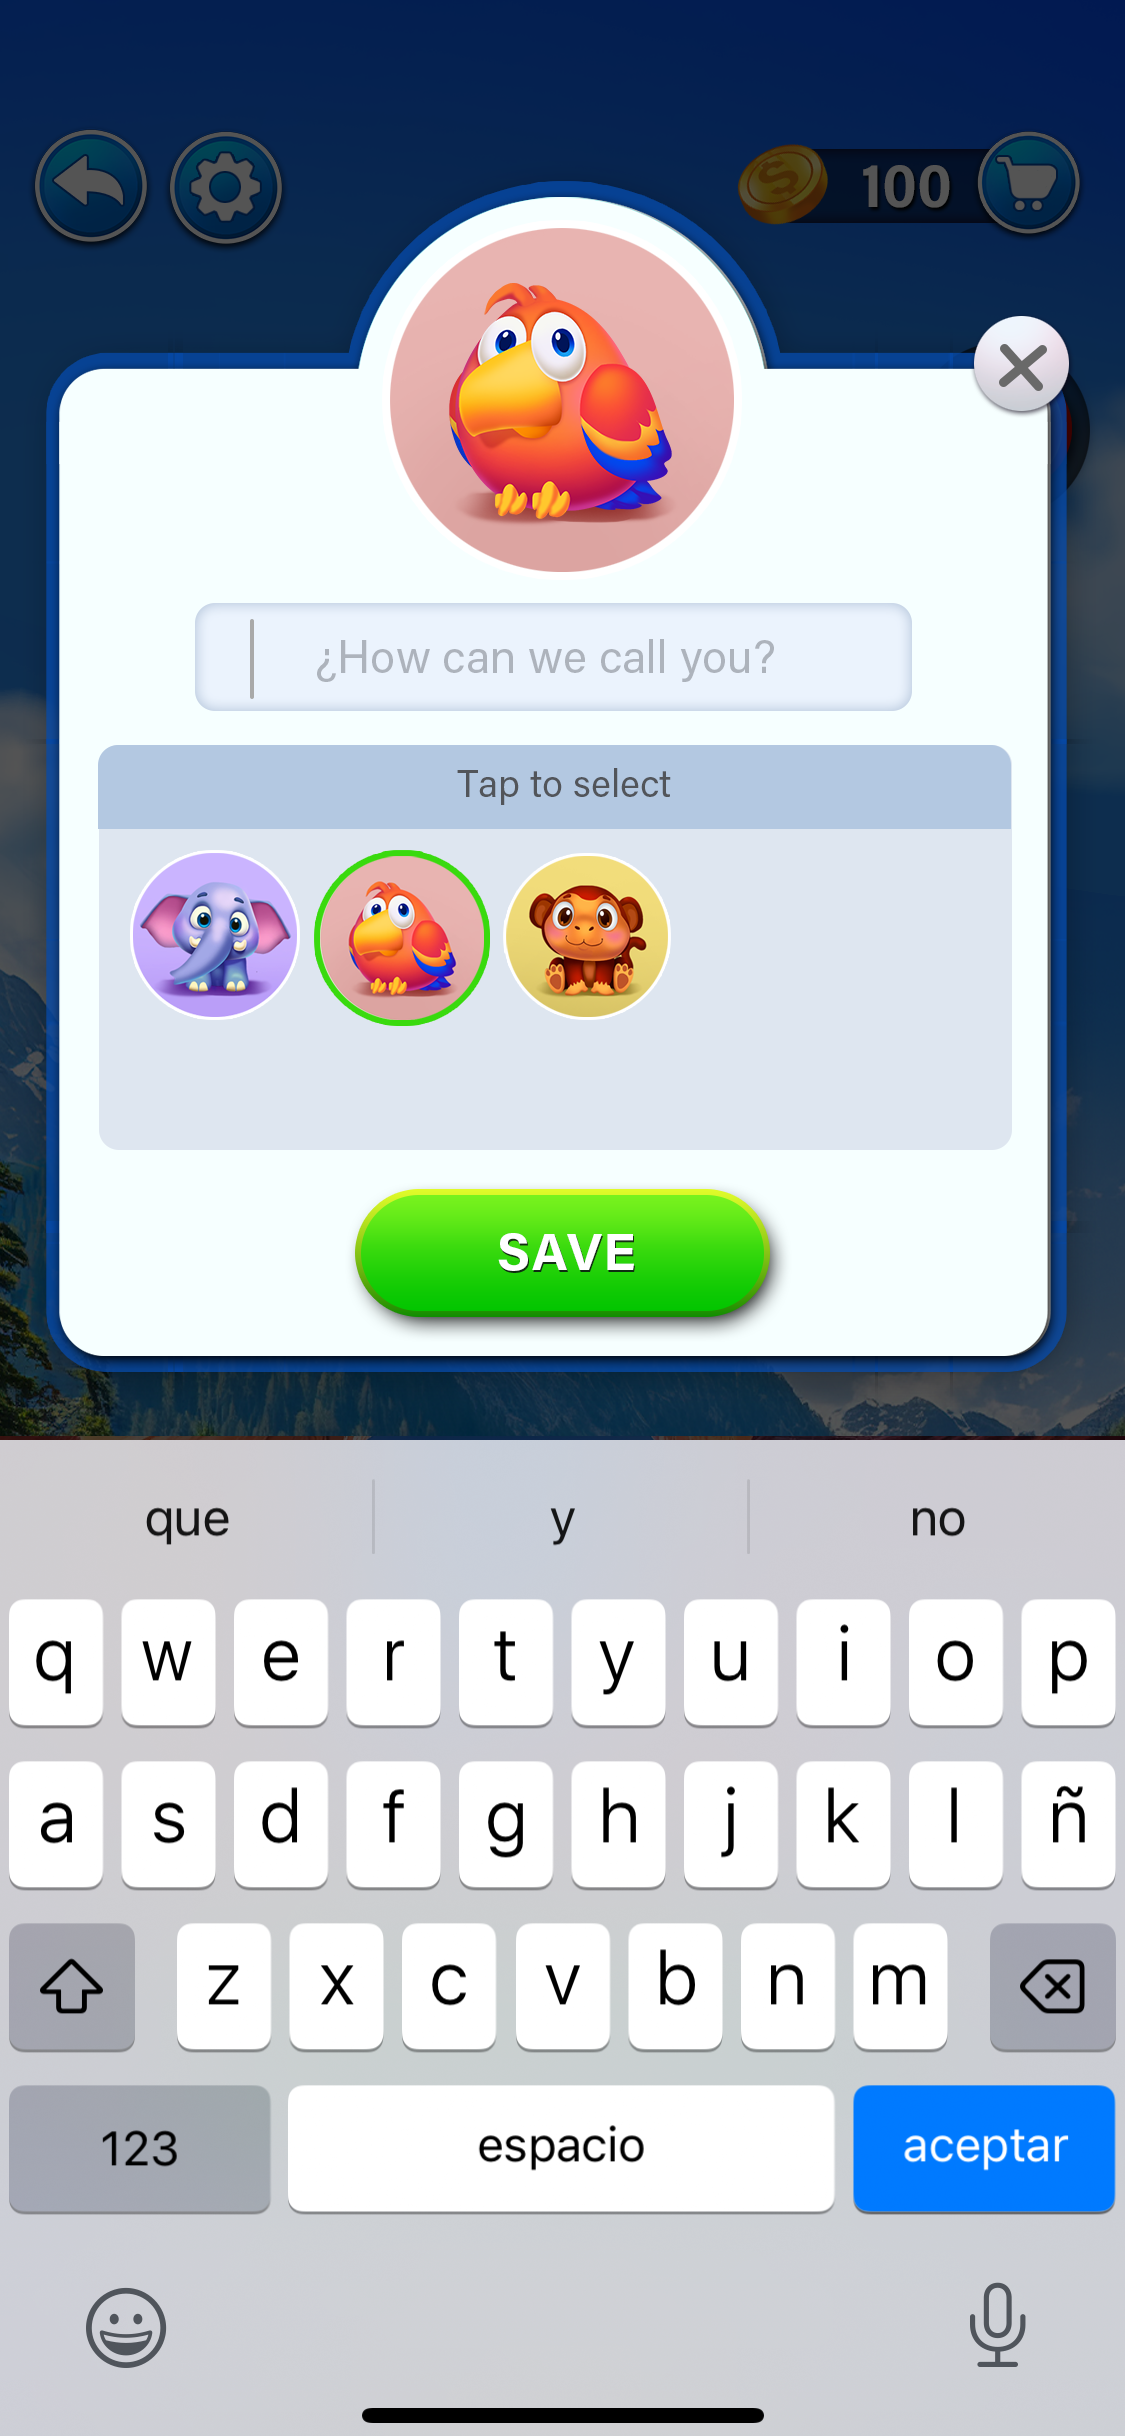 100
¿How can we call you?
Tap to select
SAVE
que y no
q w e r t y u i o p
a s d f g h j k l ñ
z x c v b n m
123 espacio aceptar